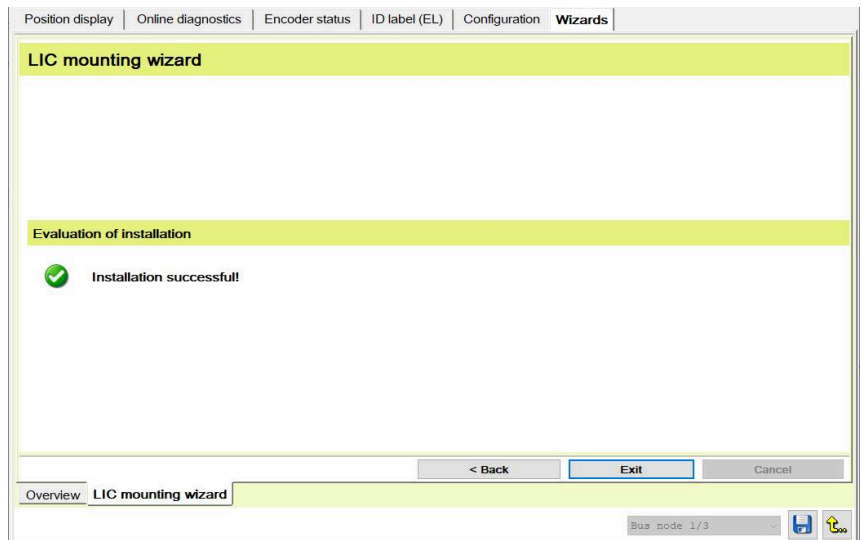 Position display Online diagnostics Encoder status ID label (EL) Configuration Wizards
LIC mounting wizard
Evaluation of installation
Installation successful!
< Back Exit Cancel
Overview LIC mounting wizard
Bus node 1/3